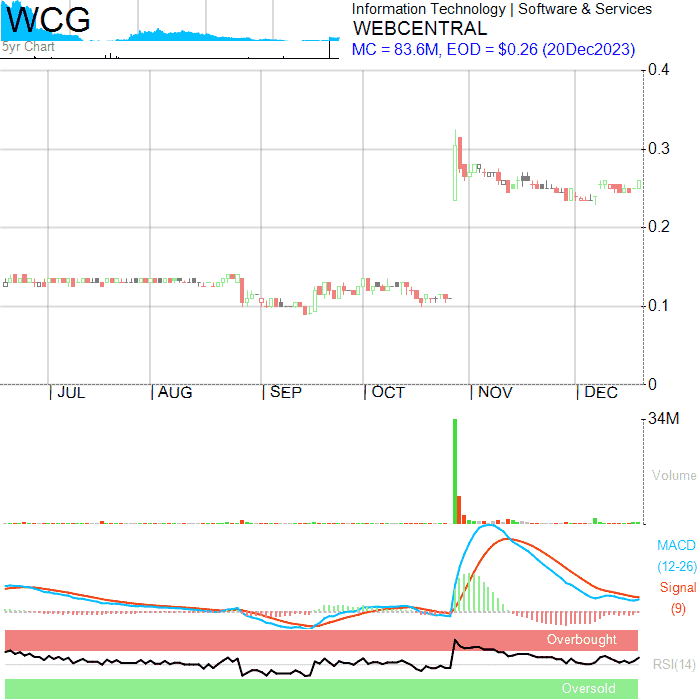 WCG
5yr Chart
Information Technology | Software & Services
WEBCENTRAL
MC = 83.6M, EOD = $0.26 (20Dec2023)
0.4
0.3
0.2
0.1
0
| JUL | AUG | SEP | OCT | NOV | DEC
34M
Volume
MACD
(12-26)
Signal
(9)
Overbought
RSI(14)
Oversold